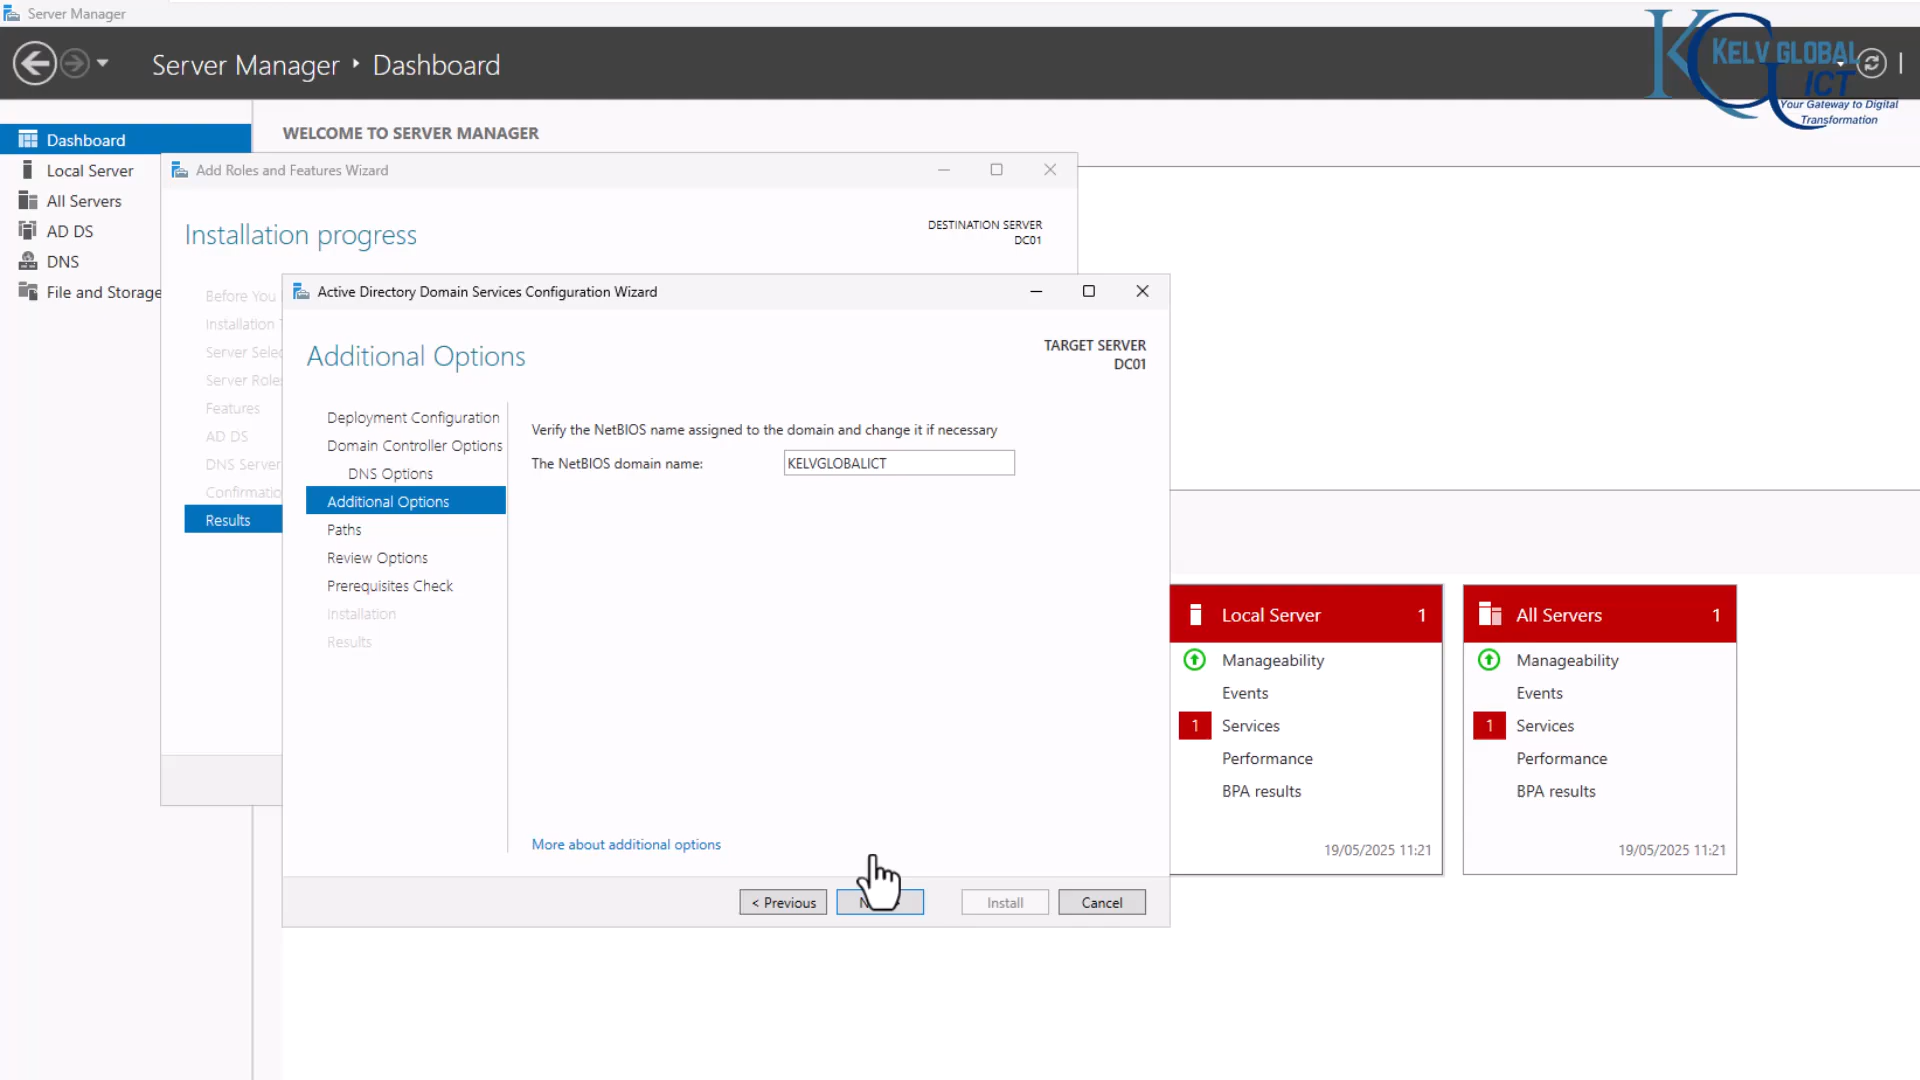 Server Manager
Server Manager ‣ Dashboard
KELV GLOBAL
ICT
Your Gateway to Digital
Transformation
Dashboard
Local Server
All Servers
AD DS
DNS
File and Storage
WELCOME TO SERVER MANAGER
Add Roles and Features Wizard
Installation progress
DESTINATION SERVER
DC01
Before You
Installation
Server Selec
Server Role
Features
AD DS
DNS Server
Confirmatio
Results
Active Directory Domain Services Configuration Wizard
Additional Options
TARGET SERVER
DC01
Deployment Configuration
Domain Controller Options
DNS Options
Additional Options
Paths
Review Options
Prerequisites Check
Installation
Results
Verify the NetBIOS name assigned to the domain and change it if necessary
The NetBIOS domain name: KELVGLOBALICT
More about additional options
< Previous
Install
Cancel
Local Server 1
Manageability
Events
1 Services
Performance
BPA results
19/05/2025 11:21
All Servers 1
Manageability
Events
1 Services
Performance
BPA results
19/05/2025 11:21